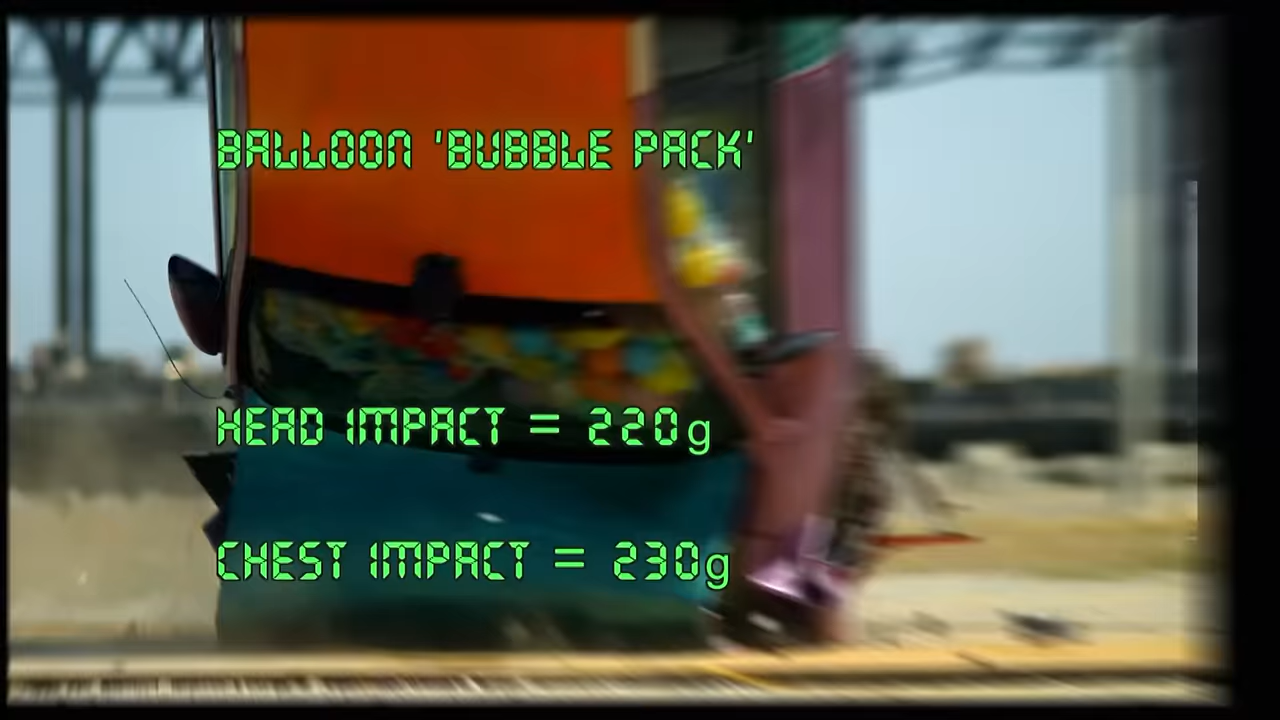 BALLOON 'BUBBLE PACK'
HEAD IMPACT = 220g
CHEST IMPACT = 230g